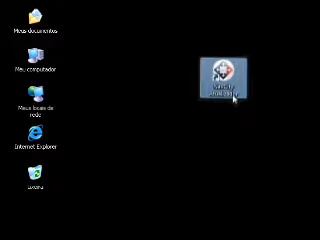 Meus documentos
Meu computador
Meus locais de
rede
Internet Explorer
Lixeira